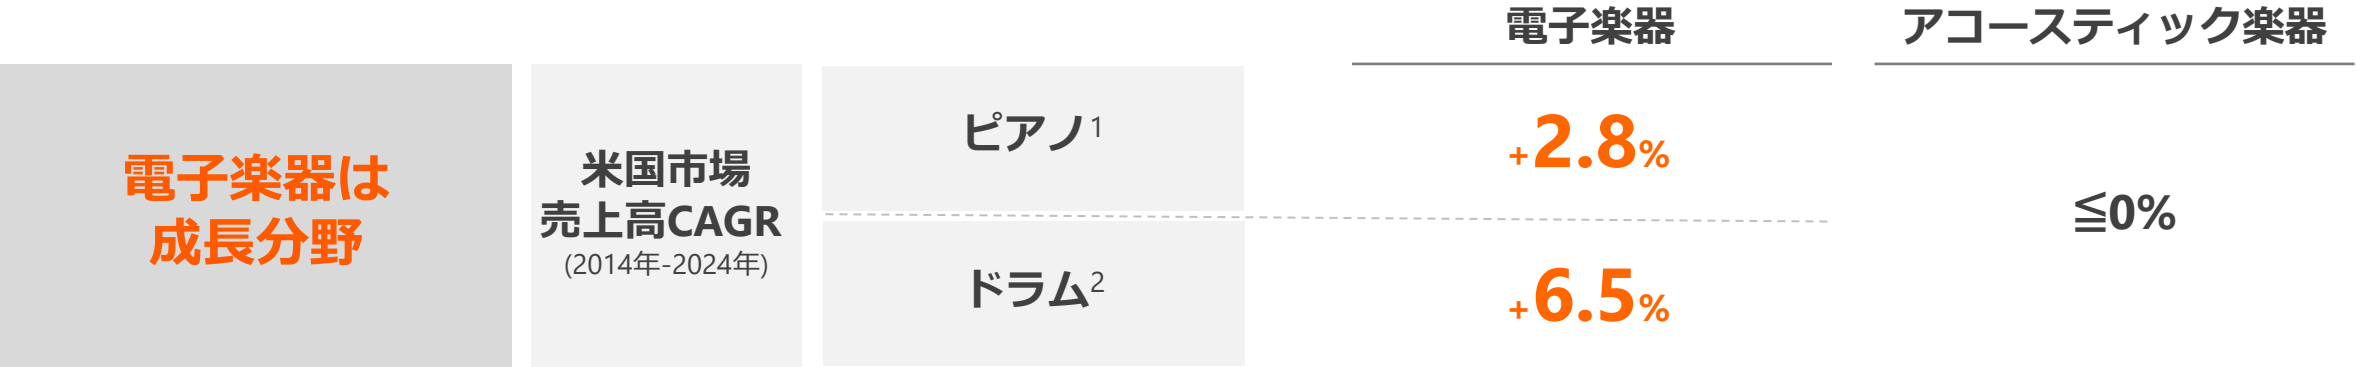 電子楽器
アコースティック楽器
電子楽器は
成長分野
米国市場
売上高CAGR
(2014年-2024年)
ピアノ1
+2.8%
ドラム2
+6.5%
≦0%